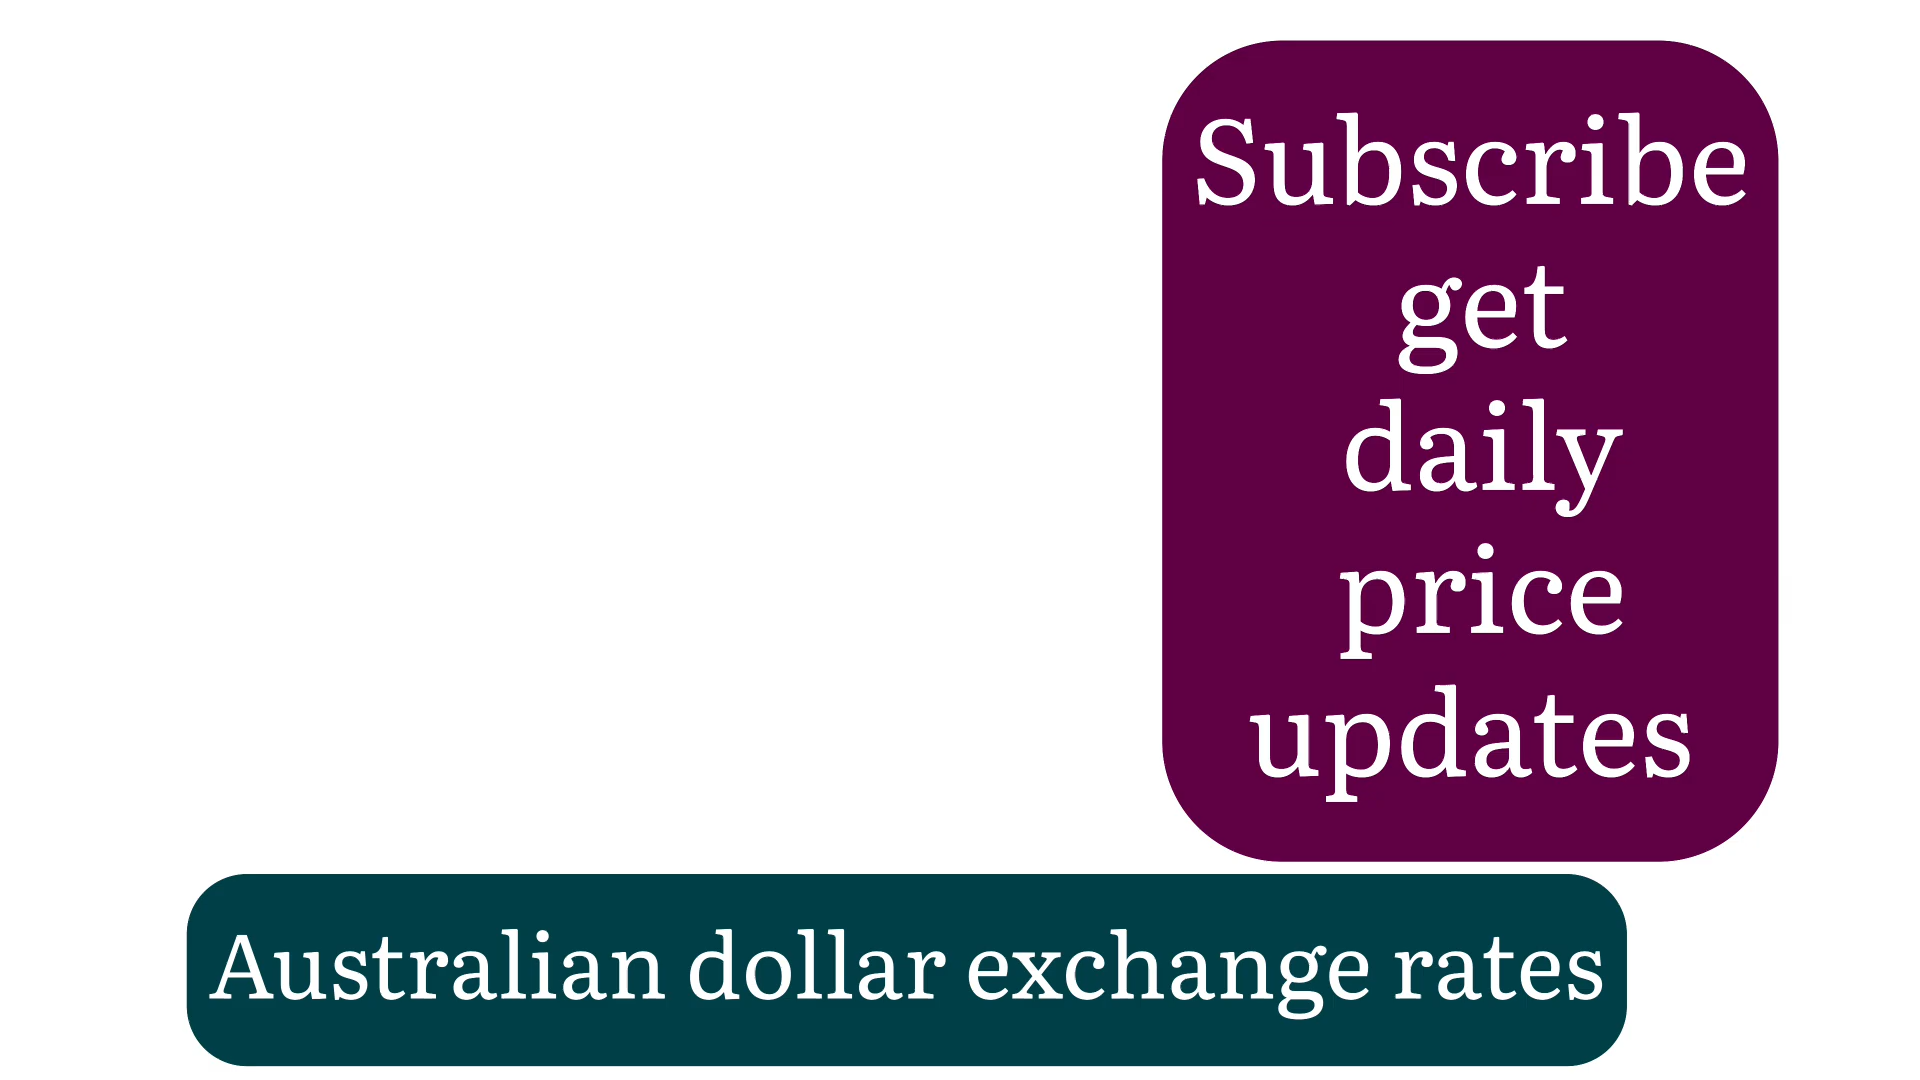 Subscribe
get
daily
price
updates
Australian dollar exchange rates